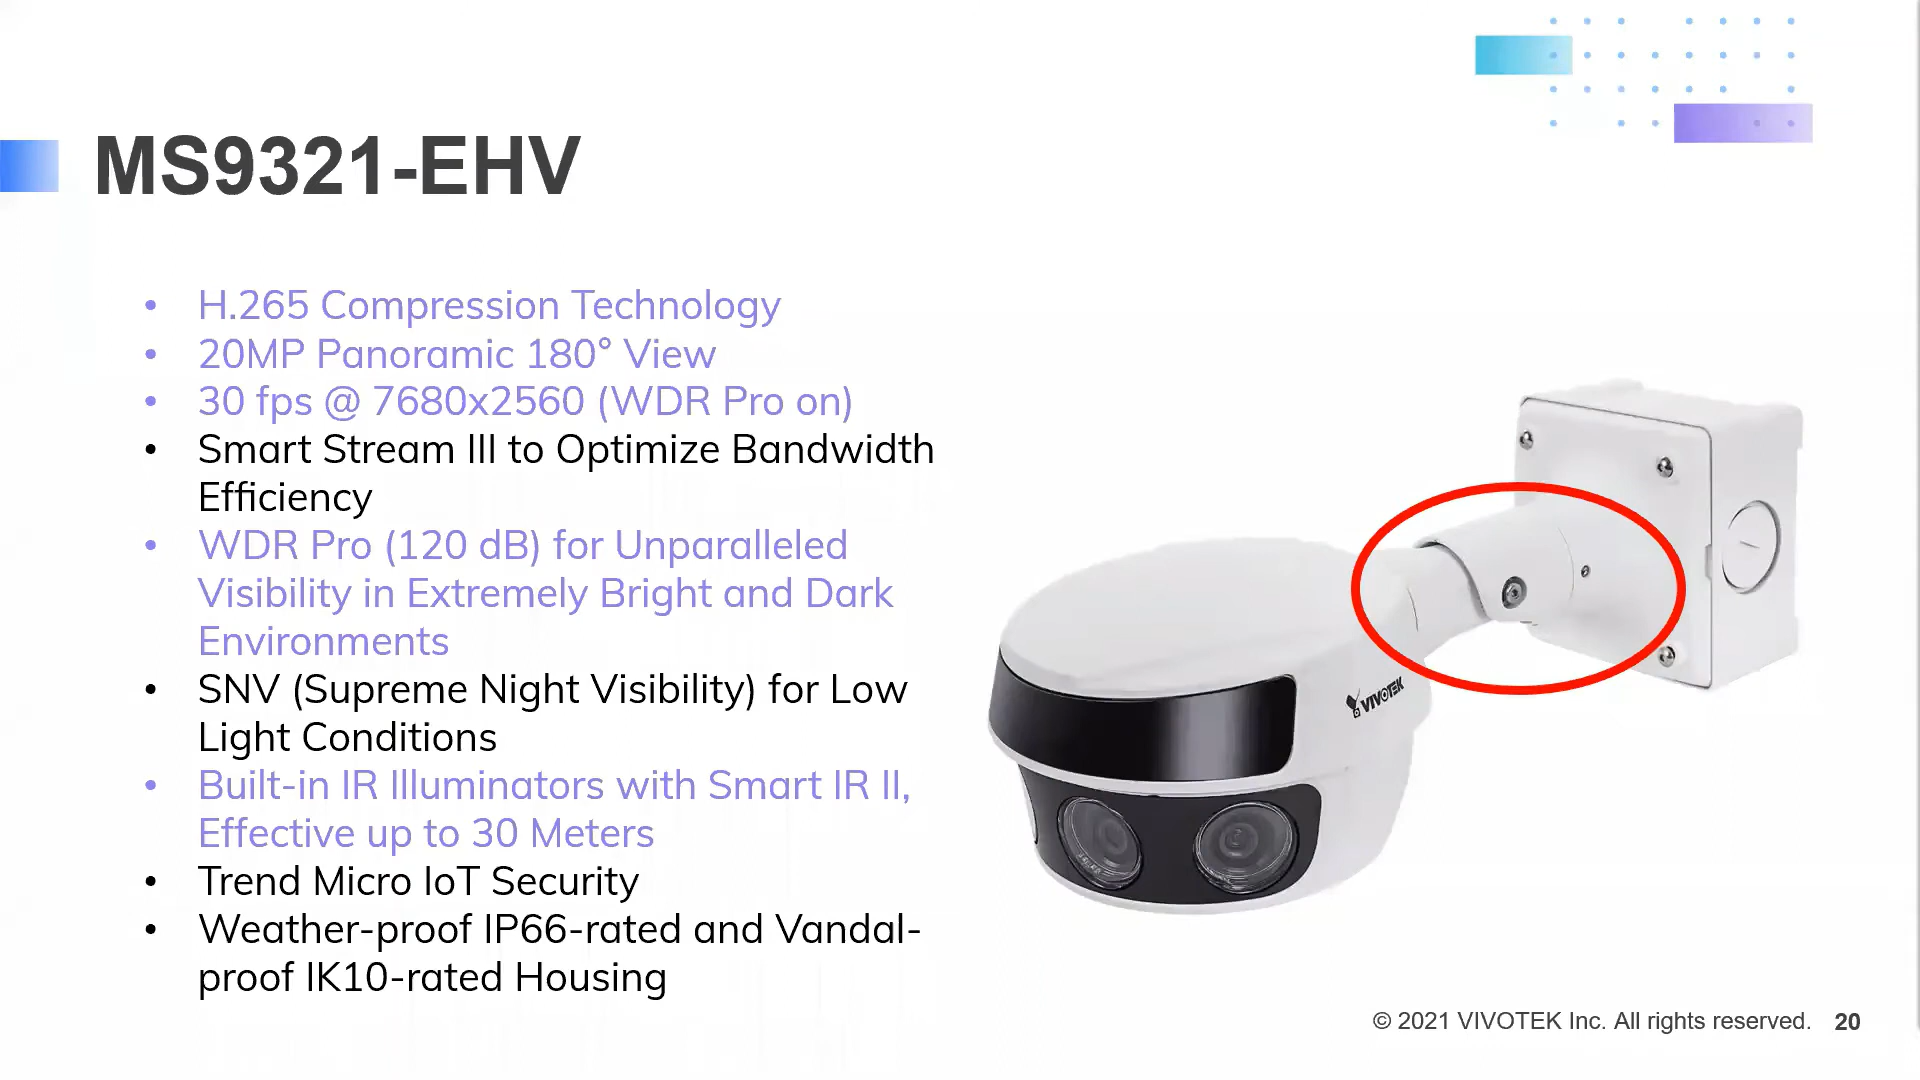 MS9321-EHV
• H.265 Compression Technology
• 20MP Panoramic 180° View
• 30 fps @ 7680x2560 (WDR Pro on)
• Smart Stream III to Optimize Bandwidth
Efficiency
• WDR Pro (120 dB) for Unparalleled
Visibility in Extremely Bright and Dark
Environments
• SNV (Supreme Night Visibility) for Low
Light Conditions
• Built-in IR Illuminators with Smart IR II,
Effective up to 30 Meters
• Trend Micro IoT Security
• Weather-proof IP66-rated and Vandal-
proof IK10-rated Housing
VIVOTEK
© 2021 VIVOTEK Inc. All rights reserved. 20